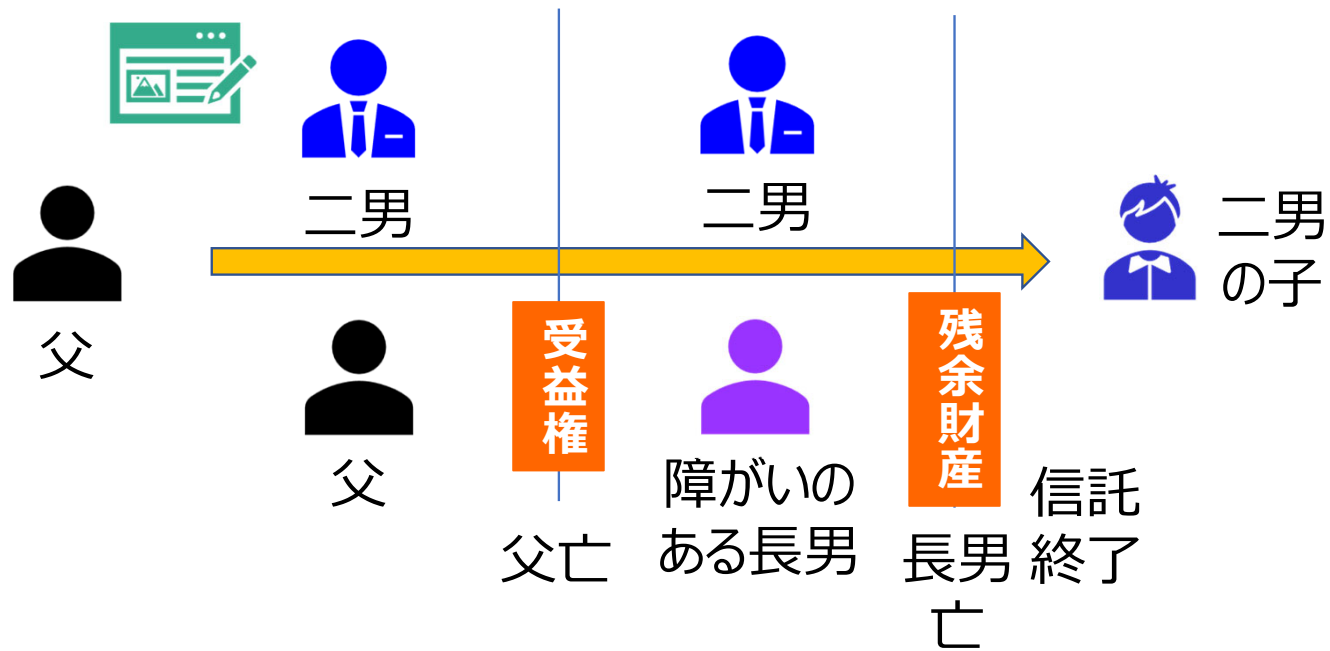 父
二男
父
受益権
父亡
二男
障がいの
ある長男
残余財産
長男
亡
信託
終了
二男
の子